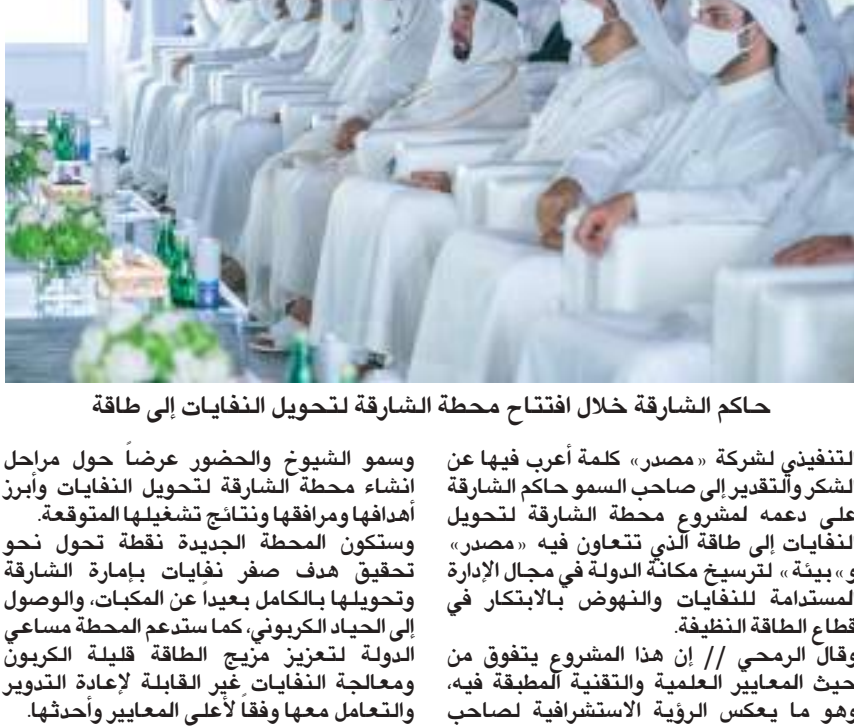 حاكم الشارقة خلال افتتاح محطة الشارقة لتحويل النفايات إلى طاقة
لتنفيذي لشركة «مصدر» كلمة أعرب فيها عن
لشكر والتقدير إلى صاحب السمو حاكم الشارقة
على دعمه لمشروع محطة الشارقة لتحويل
لنفايات إلى طاقة الذي تتعاون فيه «مصدر»
و»بيئة» لترسيخ مكانة الدولة في مجال الإدارة
لمستدامة للنفايات والنهوض بالابتكار في
قطاع الطاقة النظيفة.
وقال الرمحي // إن هذا المشروع يتفوق من
حيث المعايير العلمية والتقنية المطبقة فيه،
وهو ما يعكس الرؤية الاستشرافية لصاحب
وسمو الشيوخ والحضور عرضاً حول مراحل
انشاء محطة الشارقة لتحويل النفايات وأبرز
أهدافها ومرافقها ونتائج تشغيلها المتوقعة.
وستكون المحطة الجديدة نقطة تحول نحو
تحقيق هدف صفر نفايات بإمارة الشارقة
وتحويلها بالكامل بعيداً عن المكبات، والوصول
إلى الحياد الكربوني، كما ستدعم المحطة مساعي
الدولة لتعزيز مزيج الطاقة قليلة الكربون
ومعالجة النفايات غير القابلة لإعادة التدوير
والتعامل معها وفقاً لأعلى المعايير وأحدثها.